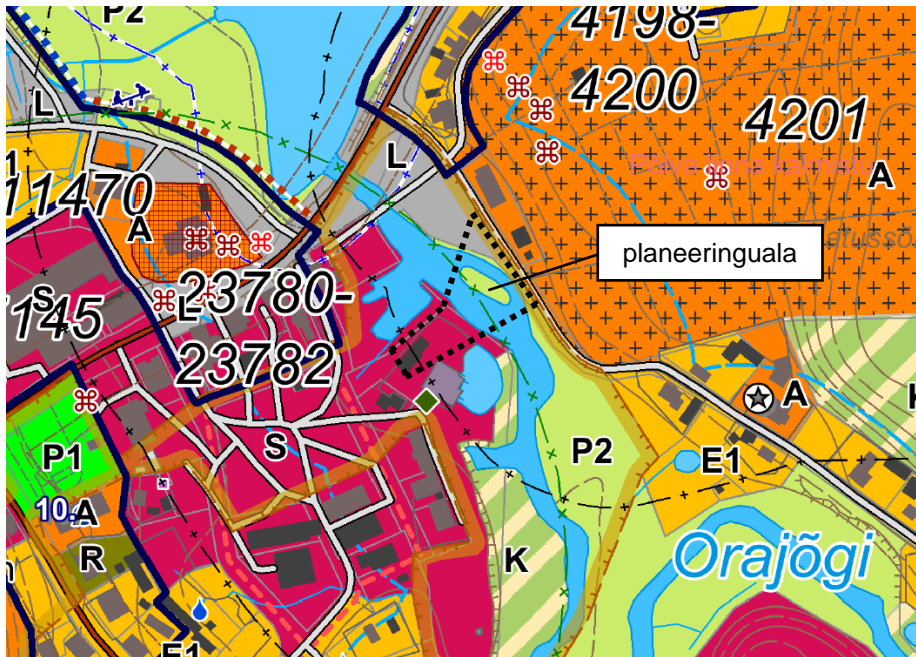 P2
4198-
4200
L
L
4201
A
11470
A
planeeringuala
S
145
L
23780-
23782
A
S
P1
P2
E1
10.
A
R
K
Orajõgi
E1